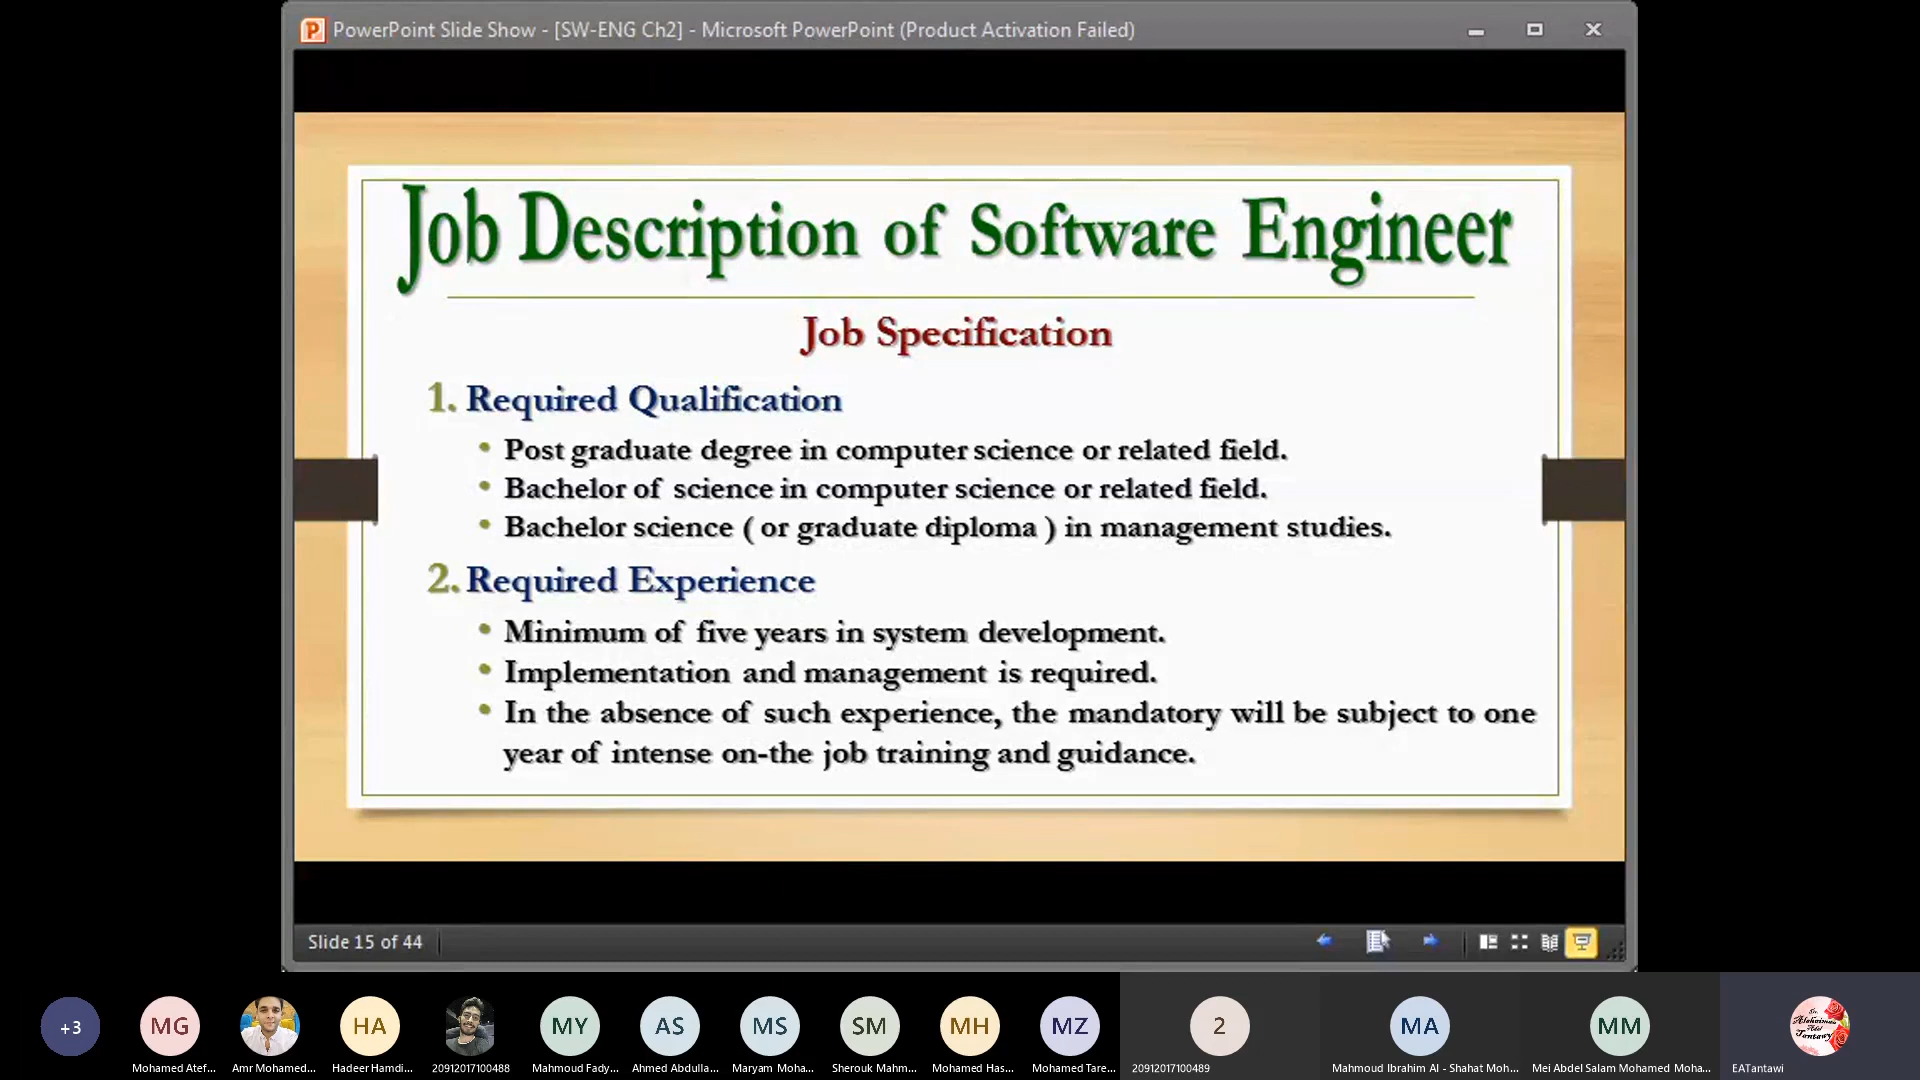 PowerPoint Slide Show - [SW-ENG Ch2] - Microsoft PowerPoint (Product Activation Failed)
Job Description of Software Engineer
Job Specification
1. Required Qualification
• Post graduate degree in computer science or related field.
• Bachelor of science in computer science or related field.
• Bachelor science ( or graduate diploma ) in management studies.
2. Required Experience
• Minimum of five years in system development.
• Implementation and management is required.
• In the absence of such experience, the mandatory will be subject to one
year of intense on-the job training and guidance.
Slide 15 of 44
+3
MG
HA
MY
AS
MS
SM
MH
MZ
2
MA
MM
Mohamed Atef...
Amr Mohamed...
Hadeer Hamdi...
20912017100488
Mahmoud Fady...
Ahmed Abdulla...
Maryam Moha...
Sherouk Mahm...
Mohamed Has...
Mohamed Tare...
20912017100489
Mahmoud Ibrahim Al - Shahat Moh...
Mei Abdel Salam Mohamed Moha...
EATantawi